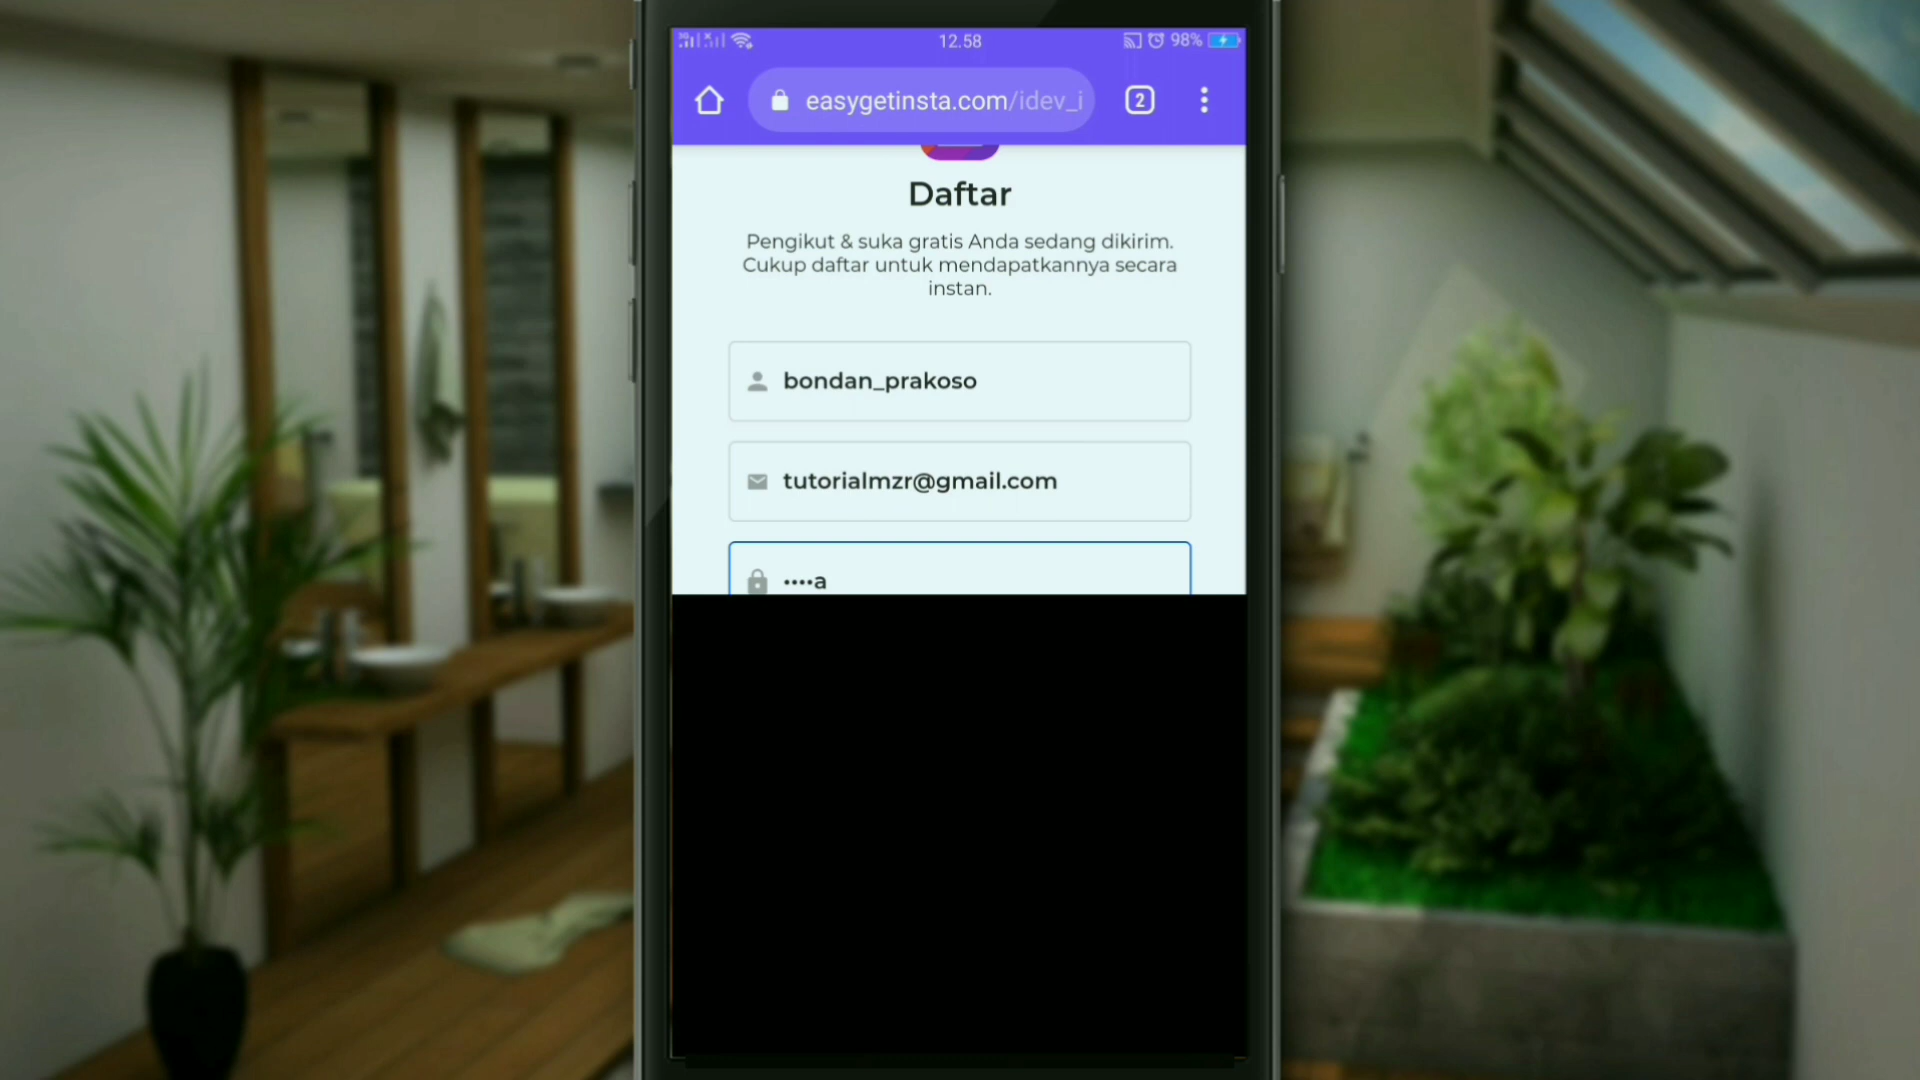 12.58
98%
easygetinsta.com/idev_i
2
Daftar
Pengikut & suka gratis Anda sedang dikirim.
Cukup daftar untuk mendapatkannya secara
instan.
bondan_prakoso
tutorialmzr@gmail.com
••••a